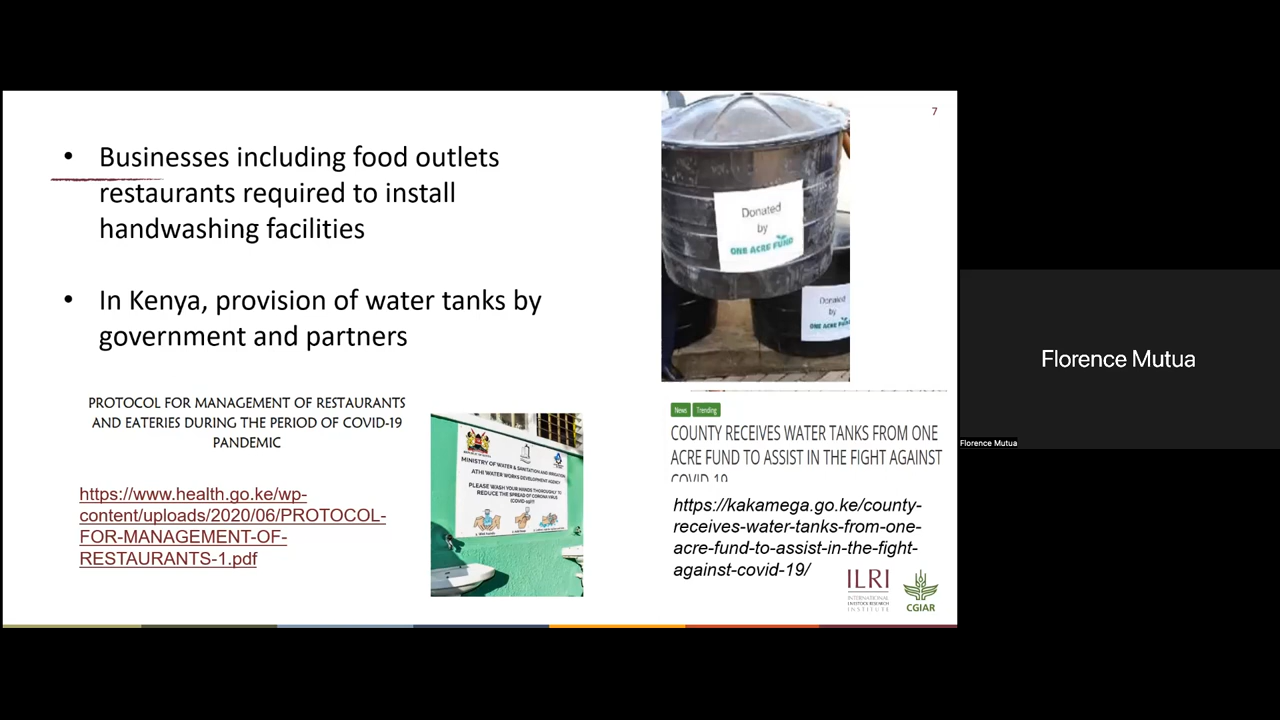 7
• Businesses including food outlets
restaurants required to install
handwashing facilities
• In Kenya, provision of water tanks by
government and partners
PROTOCOL FOR MANAGEMENT OF RESTAURANTS
AND EATERIES DURING THE PERIOD OF COVID-19
PANDEMIC
https://www.health.go.ke/wp-
content/uploads/2020/06/PROTOCOL-
FOR-MANAGEMENT-OF-
RESTAURANTS-1.pdf
MINISTRY OF WATER & SANITATION AND IRRIGATION
ATHI WATER WORKS DEVELOPMENT AGENCY
PLEASE WASH YOUR HANDS THOROUGHLY TO
REDUCE THE SPREAD OF CORONA VIRUS
(COVID-19)!!
Donated
by
ONE ACRE FUND
Donated
by
ONE ACRE FUND
News Trending
COUNTY RECEIVES WATER TANKS FROM ONE
ACRE FUND TO ASSIST IN THE FIGHT AGAINST
COVID 19
https://kakamega.go.ke/county-
receives-water-tanks-from-one-
acre-fund-to-assist-in-the-fight-
against-covid-19/
ILRI
INTERNATIONAL
LIVESTOCK RESEARCH
INSTITUTE
CGIAR
Florence Mutua
Florence Mutua